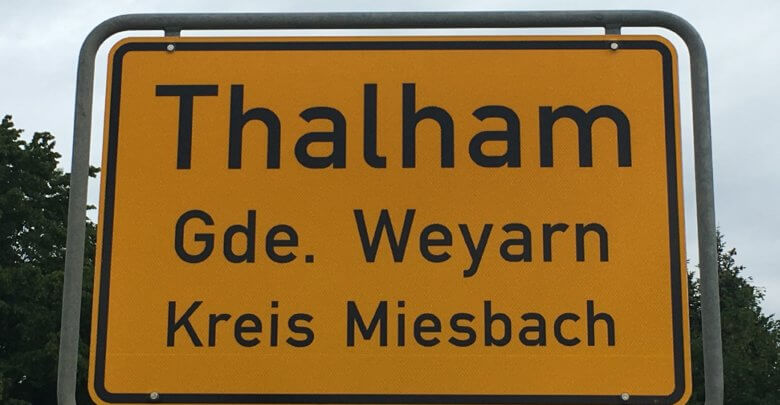 Thalham
Gde. Weyarn
Kreis Miesbach